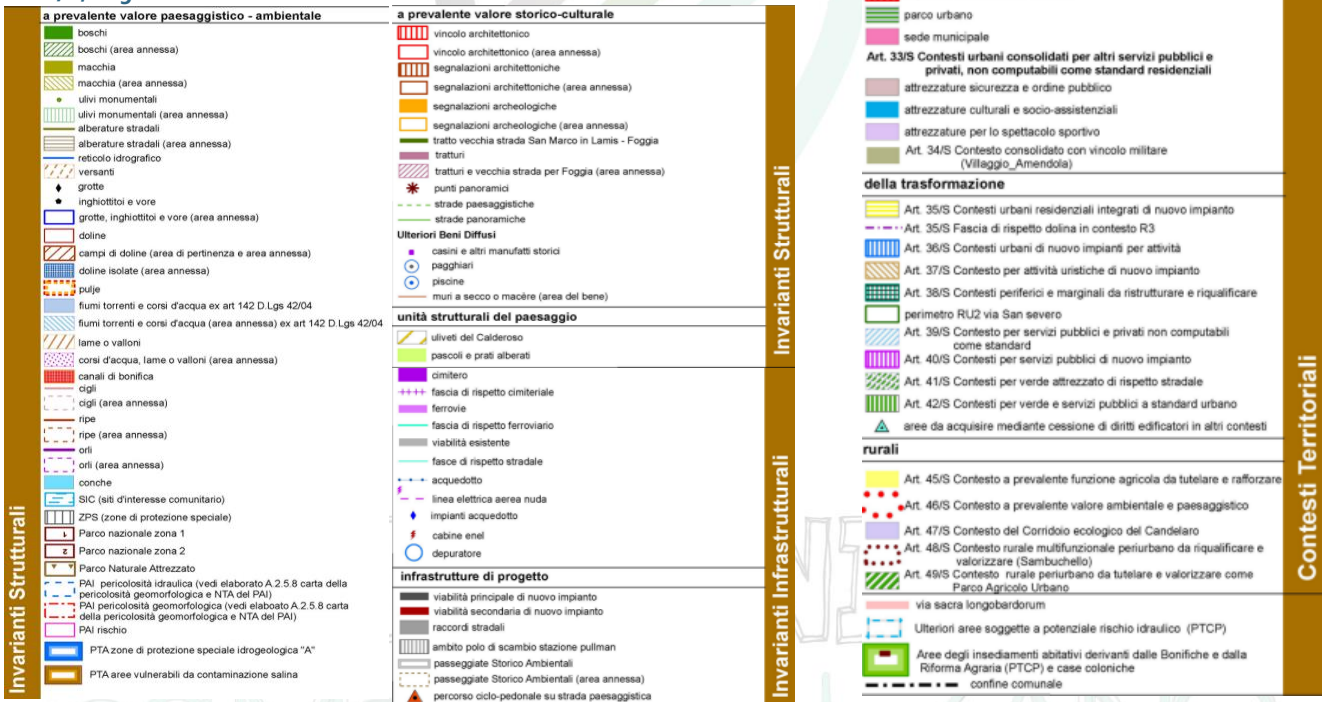 a prevalente valore paesaggistico - ambientale
boschi
boschi (area annessa)
macchia
macchia (area annessa)
ulivi monumentali
ulivi monumentali (area annessa)
alberature stradali
alberature stradali (area annessa)
reticolo idrografico
versanti
grotte
inghiottitoi e vore
grotte, inghiottitoi e vore (area annessa)
doline
campi di doline (area di pertinenza e area annessa)
doline isolate (area annessa)
pulje
fiumi torrenti e corsi d'acqua ex art 142 D.Lgs 42/04
fiumi torrenti e corsi d'acqua (area annessa) ex art 142 D.Lgs 42/04
lame o valloni
corsi d'acqua, lame o valloni (area annessa)
canali di bonifica
cigli
cigli (area annessa)
ripe
ripe (area annessa)
orli
orli (area annessa)
conche
SIC (siti d'interesse comunitario)
ZPS (zone di protezione speciale)
1 Parco nazionale zona 1
2 Parco nazionale zona 2
Parco Naturale Attrezzato
PAI pericolosità idraulica (vedi elaborato A.2.5.8 carta della
pericolosità geomorfologica e NTA del PAI)
PAI pericolosità geomorfologica (vedi elaboato A.2.5.8 carta
della pericolosità geomorfologica e NTA del PAI)
PAI rischio
PTA zone di protezione speciale idrogeologica "A"
PTA aree vulnerabili da contaminazione salina
Invarianti Strutturali
a prevalente valore storico-culturale
vincolo architettonico
vincolo architettonico (area annessa)
segnalazioni architettoniche
segnalazioni architettoniche (area annessa)
segnalazioni archeologiche
segnalazioni archeologiche (area annessa)
tratto vecchia strada San Marco in Lamis - Foggia
tratturi
tratturi e vecchia strada per Foggia (area annessa)
punti panoramici
strade paesaggistiche
strade panoramiche
Ulteriori Beni Diffusi
casini e altri manufatti storici
pagghiari
piscine
muri a secco o macère (area del bene)
unità strutturali del paesaggio
uliveti del Calderoso
pascoli e prati alberati
Invarianti Strutturali
cimitero
fascia di rispetto cimiteriale
ferrovie
fascia di rispetto ferroviario
viabilità esistente
fasce di rispetto stradale
acquedotto
linea elettrica aerea nuda
impianti acquedotto
cabine enel
depuratore
infrastrutture di progetto
viabilità principale di nuovo impianto
viabilità secondaria di nuovo impianto
raccordi stradali
ambito polo di scambio stazione pullman
passeggiate Storico Ambientali
passeggiate Storico Ambientali (area annessa)
percorso ciclo-pedonale su strada paesaggistica
Invarianti Infrastrutturali
parco urbano
sede municipale
Art. 33/S Contesti urbani consolidati per altri servizi pubblici e
privati, non computabili come standard residenziali
attrezzature sicurezza e ordine pubblico
attrezzature culturali e socio-assistenziali
attrezzature per lo spettacolo sportivo
Art. 34/S Contesto consolidato con vincolo militare
(Villaggio_Amendola)
della trasformazione
Art. 35/S Contesti urbani residenziali integrati di nuovo impianto
Art. 35/S Fascia di rispetto dolina in contesto R3
Art. 36/S Contesti urbani di nuovo impianti per attività
Art. 37/S Contesto per attività uristiche di nuovo impianto
Art. 38/S Contesti periferici e marginali da ristrutturare e riqualificare
perimetro RU2 via San severo
Art. 39/S Contesto per servizi pubblici e privati non computabili
come standard
Art. 40/S Contesti per servizi pubblici di nuovo impianto
Art. 41/S Contesti per verde attrezzato di rispetto stradale
Art. 42/S Contesti per verde e servizi pubblici a standard urbano
aree da acquisire mediante cessione di diritti edificatori in altri contesti
rurali
Art. 45/S Contesto a prevalente funzione agricola da tutelare e rafforzare
Art. 46/S Contesto a prevalente valore ambientale e paesaggistico
Art. 47/S Contesto del Corridoio ecologico del Candelaro
Art. 48/S Contesto rurale multifunzionale periurbano da riqualificare e
valorizzare (Sambuchello)
Art. 49/S Contesto rurale periurbano da tutelare e valorizzare come
Parco Agricolo Urbano
via sacra longobardorum
Ulteriori aree soggette a potenziale rischio idraulico (PTCP)
Aree degli insediamenti abitativi derivanti dalle Bonifiche e dalla
Riforma Agraria (PTCP) e case coloniche
confine comunale
Contesti Territoriali